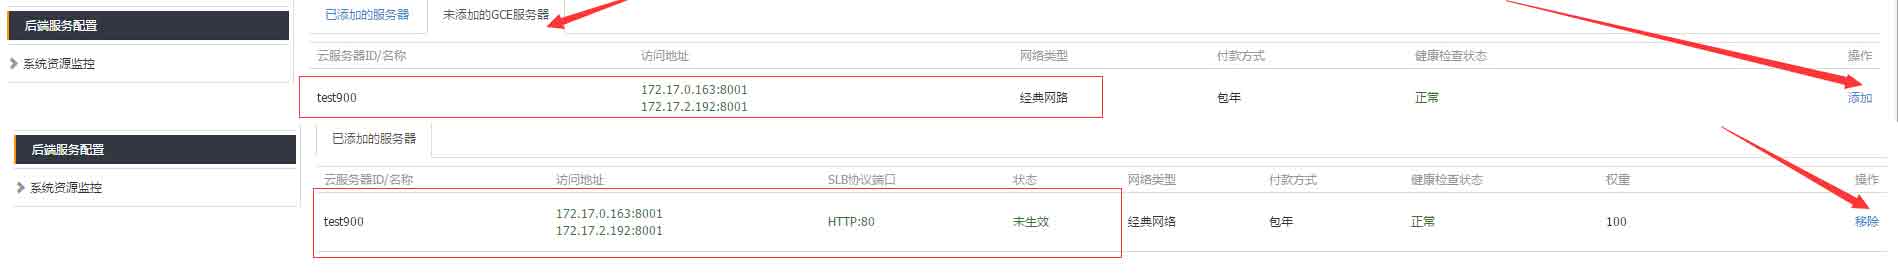 已添加的服务器 未添加的GCE服务器
后端服务配置
云服务器ID/名称 访问地址 网络类型 付款方式 健康检查状态 操作
系统资源监控
test900 172.17.0.163:8001 经典网路 包年 正常 添加
172.17.2.192:8001
已添加的服务器
后端服务配置
云服务器ID/名称 访问地址 SLB协议端口 状态 网络类型 付款方式 健康检查状态 权重 操作
系统资源监控
test900 172.17.0.163:8001 HTTP:80 未生效 经典网络 包年 正常 100 移除
172.17.2.192:8001